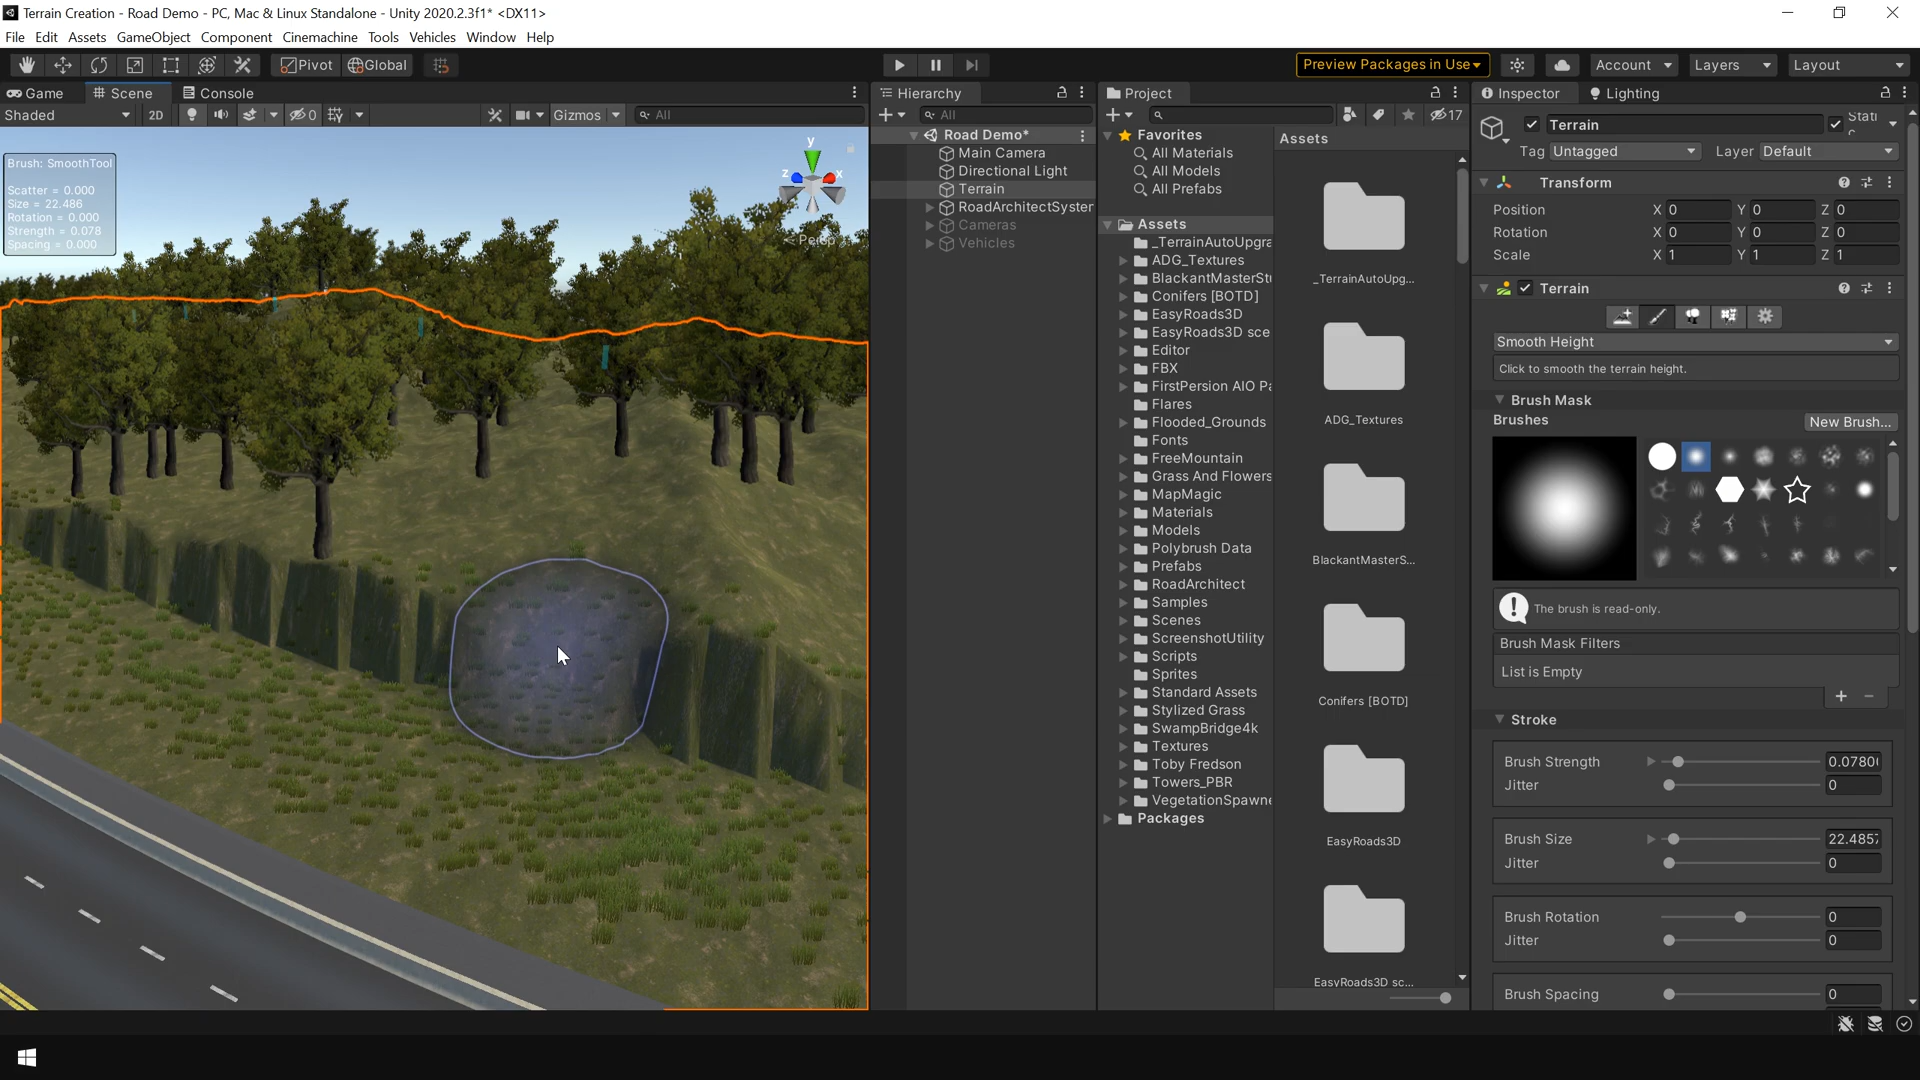 Terrain Creation - Road Demo - PC, Mac & Linux Standalone - Unity 2020.2.3f1* <DX11>
File Edit Assets GameObject Component Cinemachine Tools Vehicles Window Help
Pivot Global Preview Packages in Use Account Layers Layout
Game Scene Console
Shaded 2D 0 Gizmos All
Brush: SmoothTool
Scatter = 0.000
Size = 22.486
Rotation = 0.000
Strength = 0.078
Spacing = 0.000
y
z x
< Persp
Hierarchy
All
Road Demo*
Main Camera
Directional Light
Terrain
RoadArchitectSyster
Cameras
Vehicles
Project
17
Favorites
All Materials
All Models
All Prefabs
Assets
_TerrainAutoUpgra
ADG_Textures
BlackantMasterStu
Conifers [BOTD]
EasyRoads3D
EasyRoads3D sce
Editor
FBX
FirstPersion AIO Pa
Flares
Flooded_Grounds
Fonts
FreeMountain
Grass And Flowers
MapMagic
Materials
Models
Polybrush Data
Prefabs
RoadArchitect
Samples
Scenes
ScreenshotUtility
Scripts
Sprites
Standard Assets
Stylized Grass
SwampBridge4k
Textures
Toby Fredson
Towers_PBR
VegetationSpawne
Packages
Assets
_TerrainAutoUpg...
ADG_Textures
BlackantMasterS...
Conifers [BOTD]
EasyRoads3D
EasyRoads3D sc...
Inspector Lighting
Terrain Stati
Tag Untagged Layer Default
Transform
Position X 0 Y 0 Z 0
Rotation X 0 Y 0 Z 0
Scale X 1 Y 1 Z 1
Terrain
Smooth Height
Click to smooth the terrain height.
Brush Mask
Brushes New Brush...
The brush is read-only.
Brush Mask Filters
List is Empty
Stroke
Brush Strength 0.0780
Jitter 0
Brush Size 22.485
Jitter 0
Brush Rotation 0
Jitter 0
Brush Spacing 0